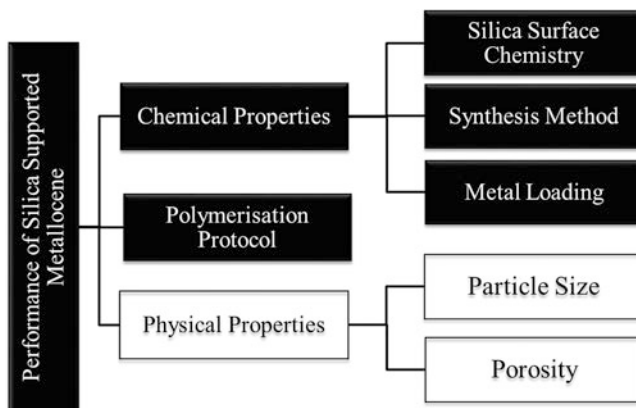 Performance of Silica Supported
Metallocene
Chemical Properties
Polymerisation
Protocol
Physical Properties
Silica Surface
Chemistry
Synthesis Method
Metal Loading
Particle Size
Porosity